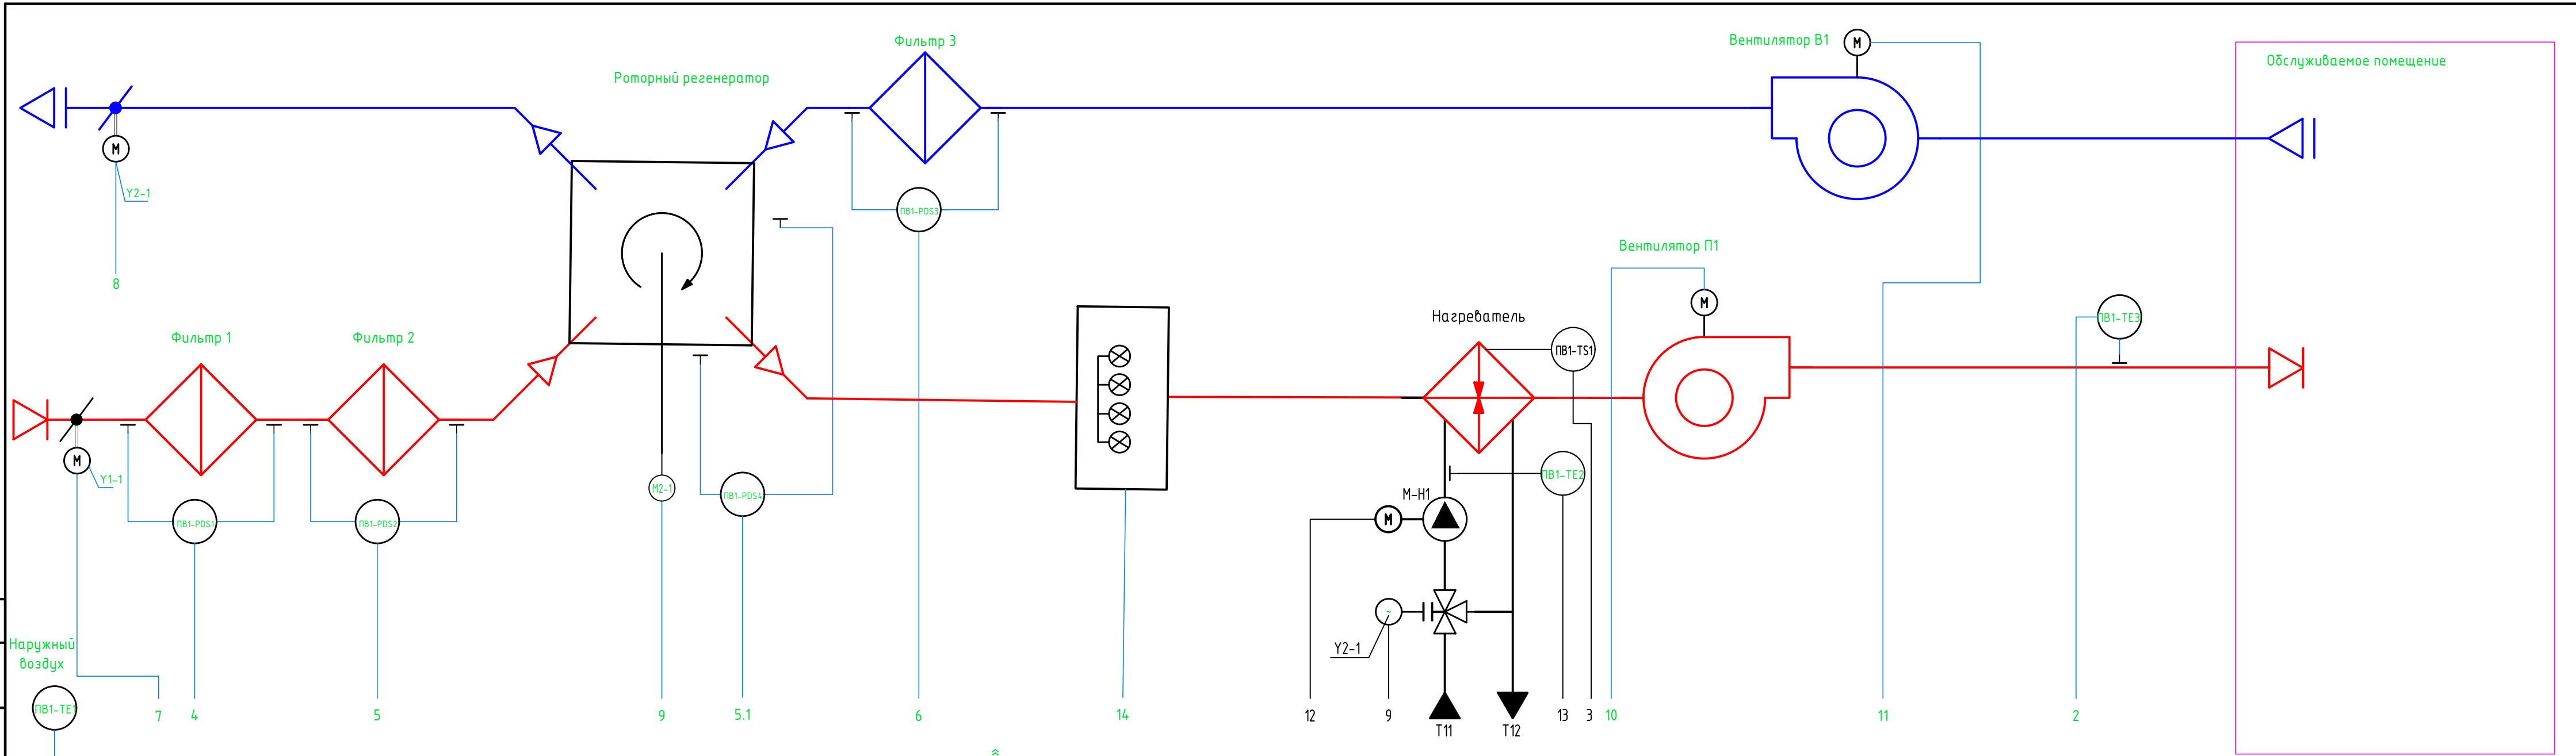 Фильтр 3
Вентилятор В1
M
Обслуживаемое помещение
Роторный регенератор
M
Y2-1
ПВ1-PDS3
8
Вентилятор П1
M
Нагреватель
ПВ1-TS1
ПВ1-TE3
Фильтр 1
Фильтр 2
M
Y1-1
M2-1
ПВ1-PDS4
ПВ1-PDS1
ПВ1-PDS2
ПВ1-TE2
М-Н1
M
~
Y2-1
Наружный
воздух
ПВ1-TE1
7
4
5
9
5.1
6
14
12
9
T11
T12
13
3
10
11
2